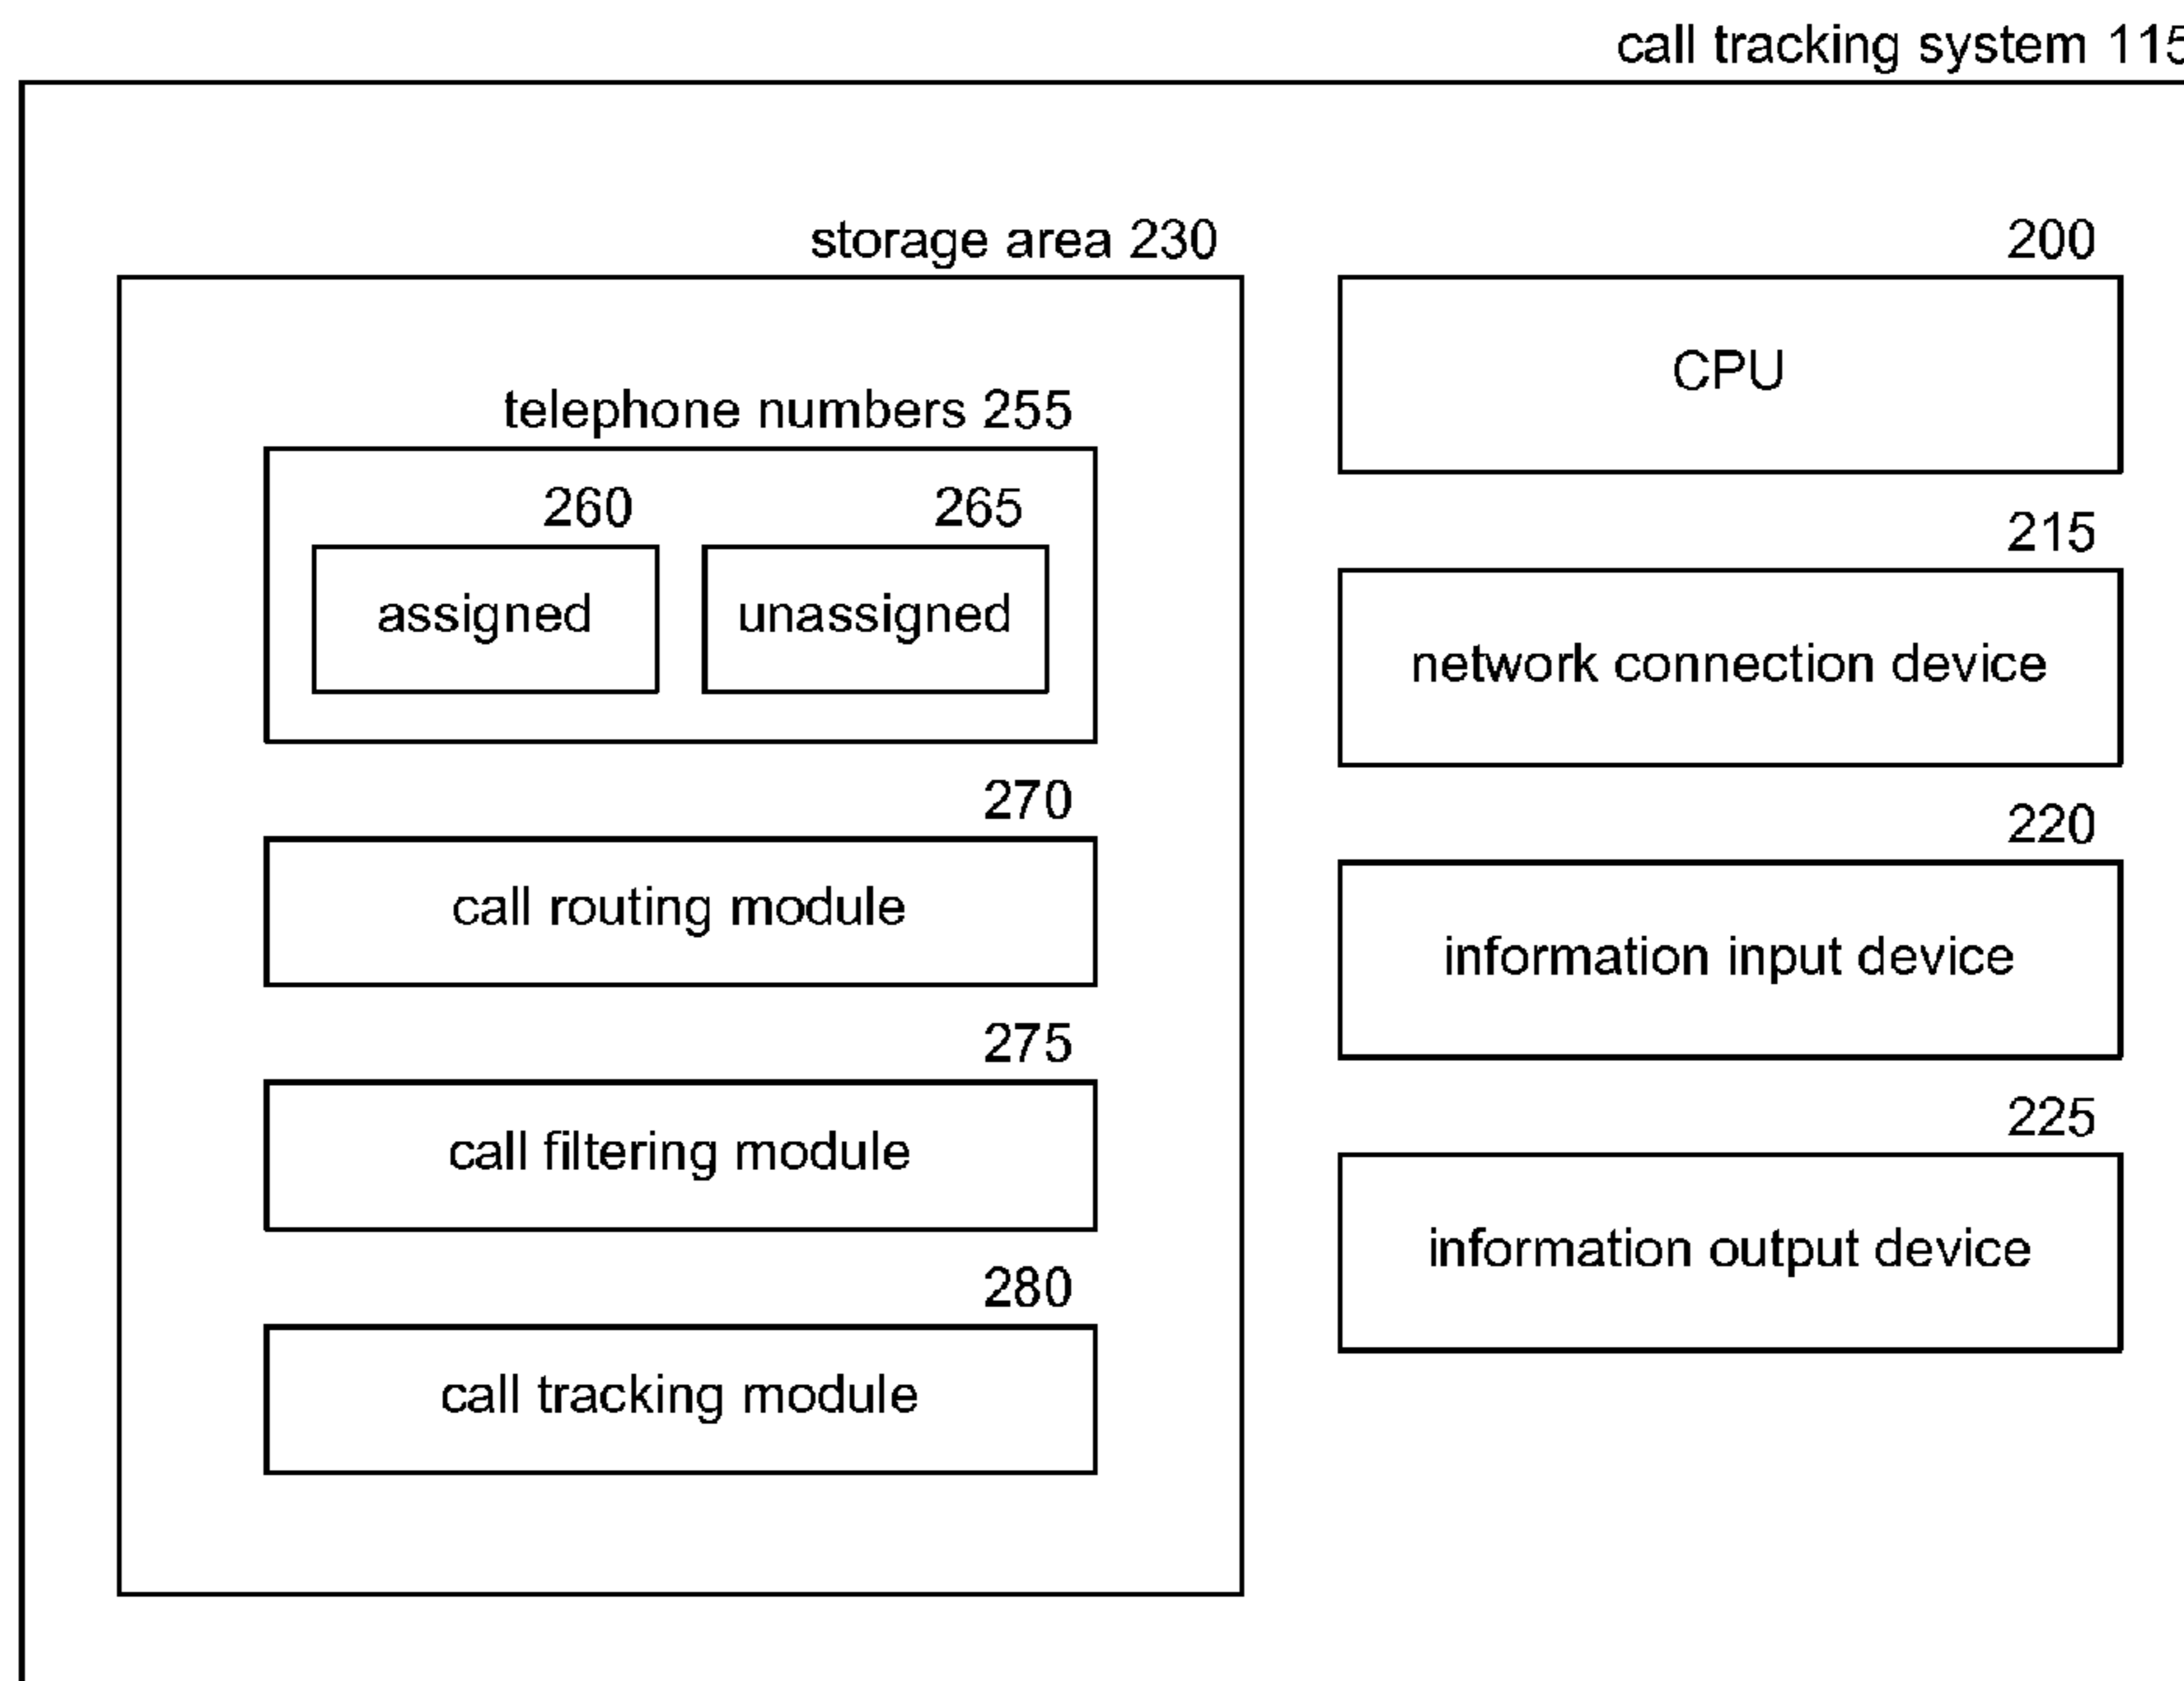 call tracking system 115
storage area 230
telephone numbers 255
260
265
assigned
unassigned
270
call routing module
275
call filtering module
280
call tracking module
200
CPU
215
network connection device
220
information input device
225
information output device